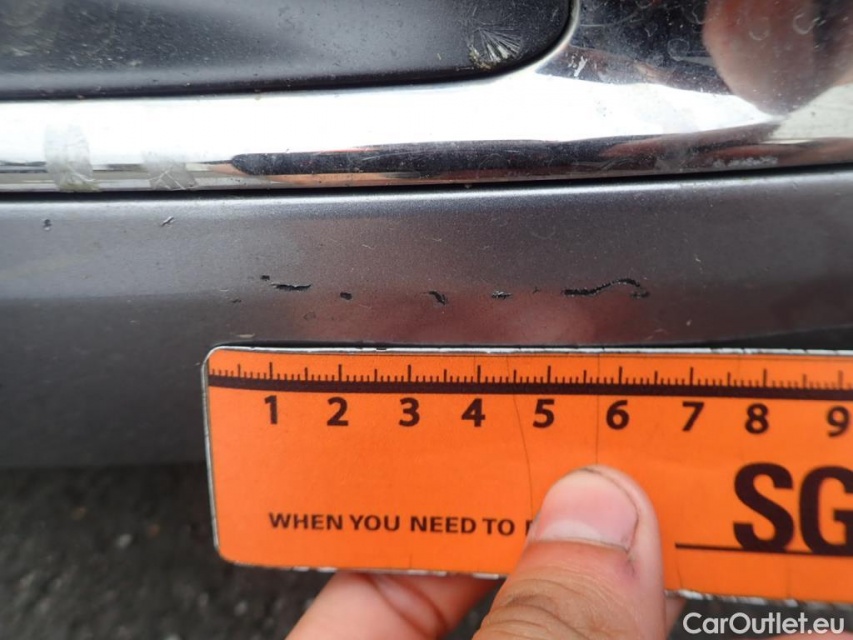 1 2 3 4 5 6 7 8 9
SG
WHEN YOU NEED TO
CarOutlet.eu